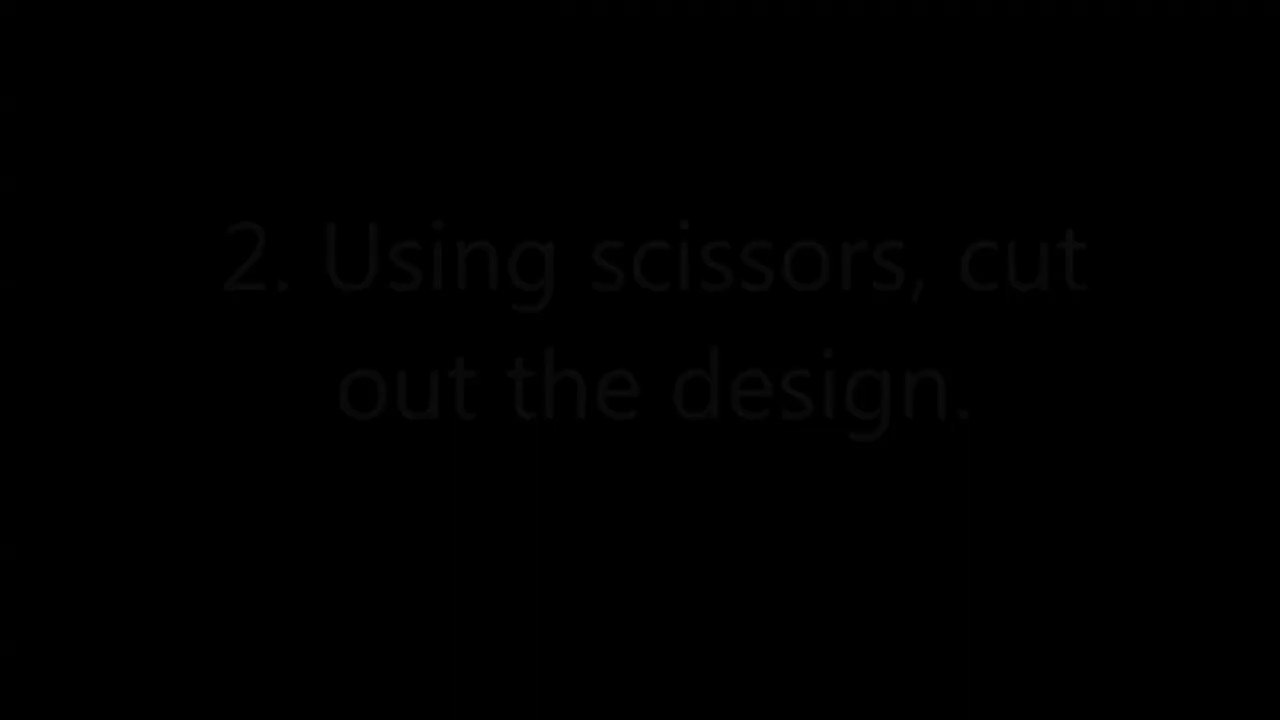 2. Using scissors, cut
out the design.